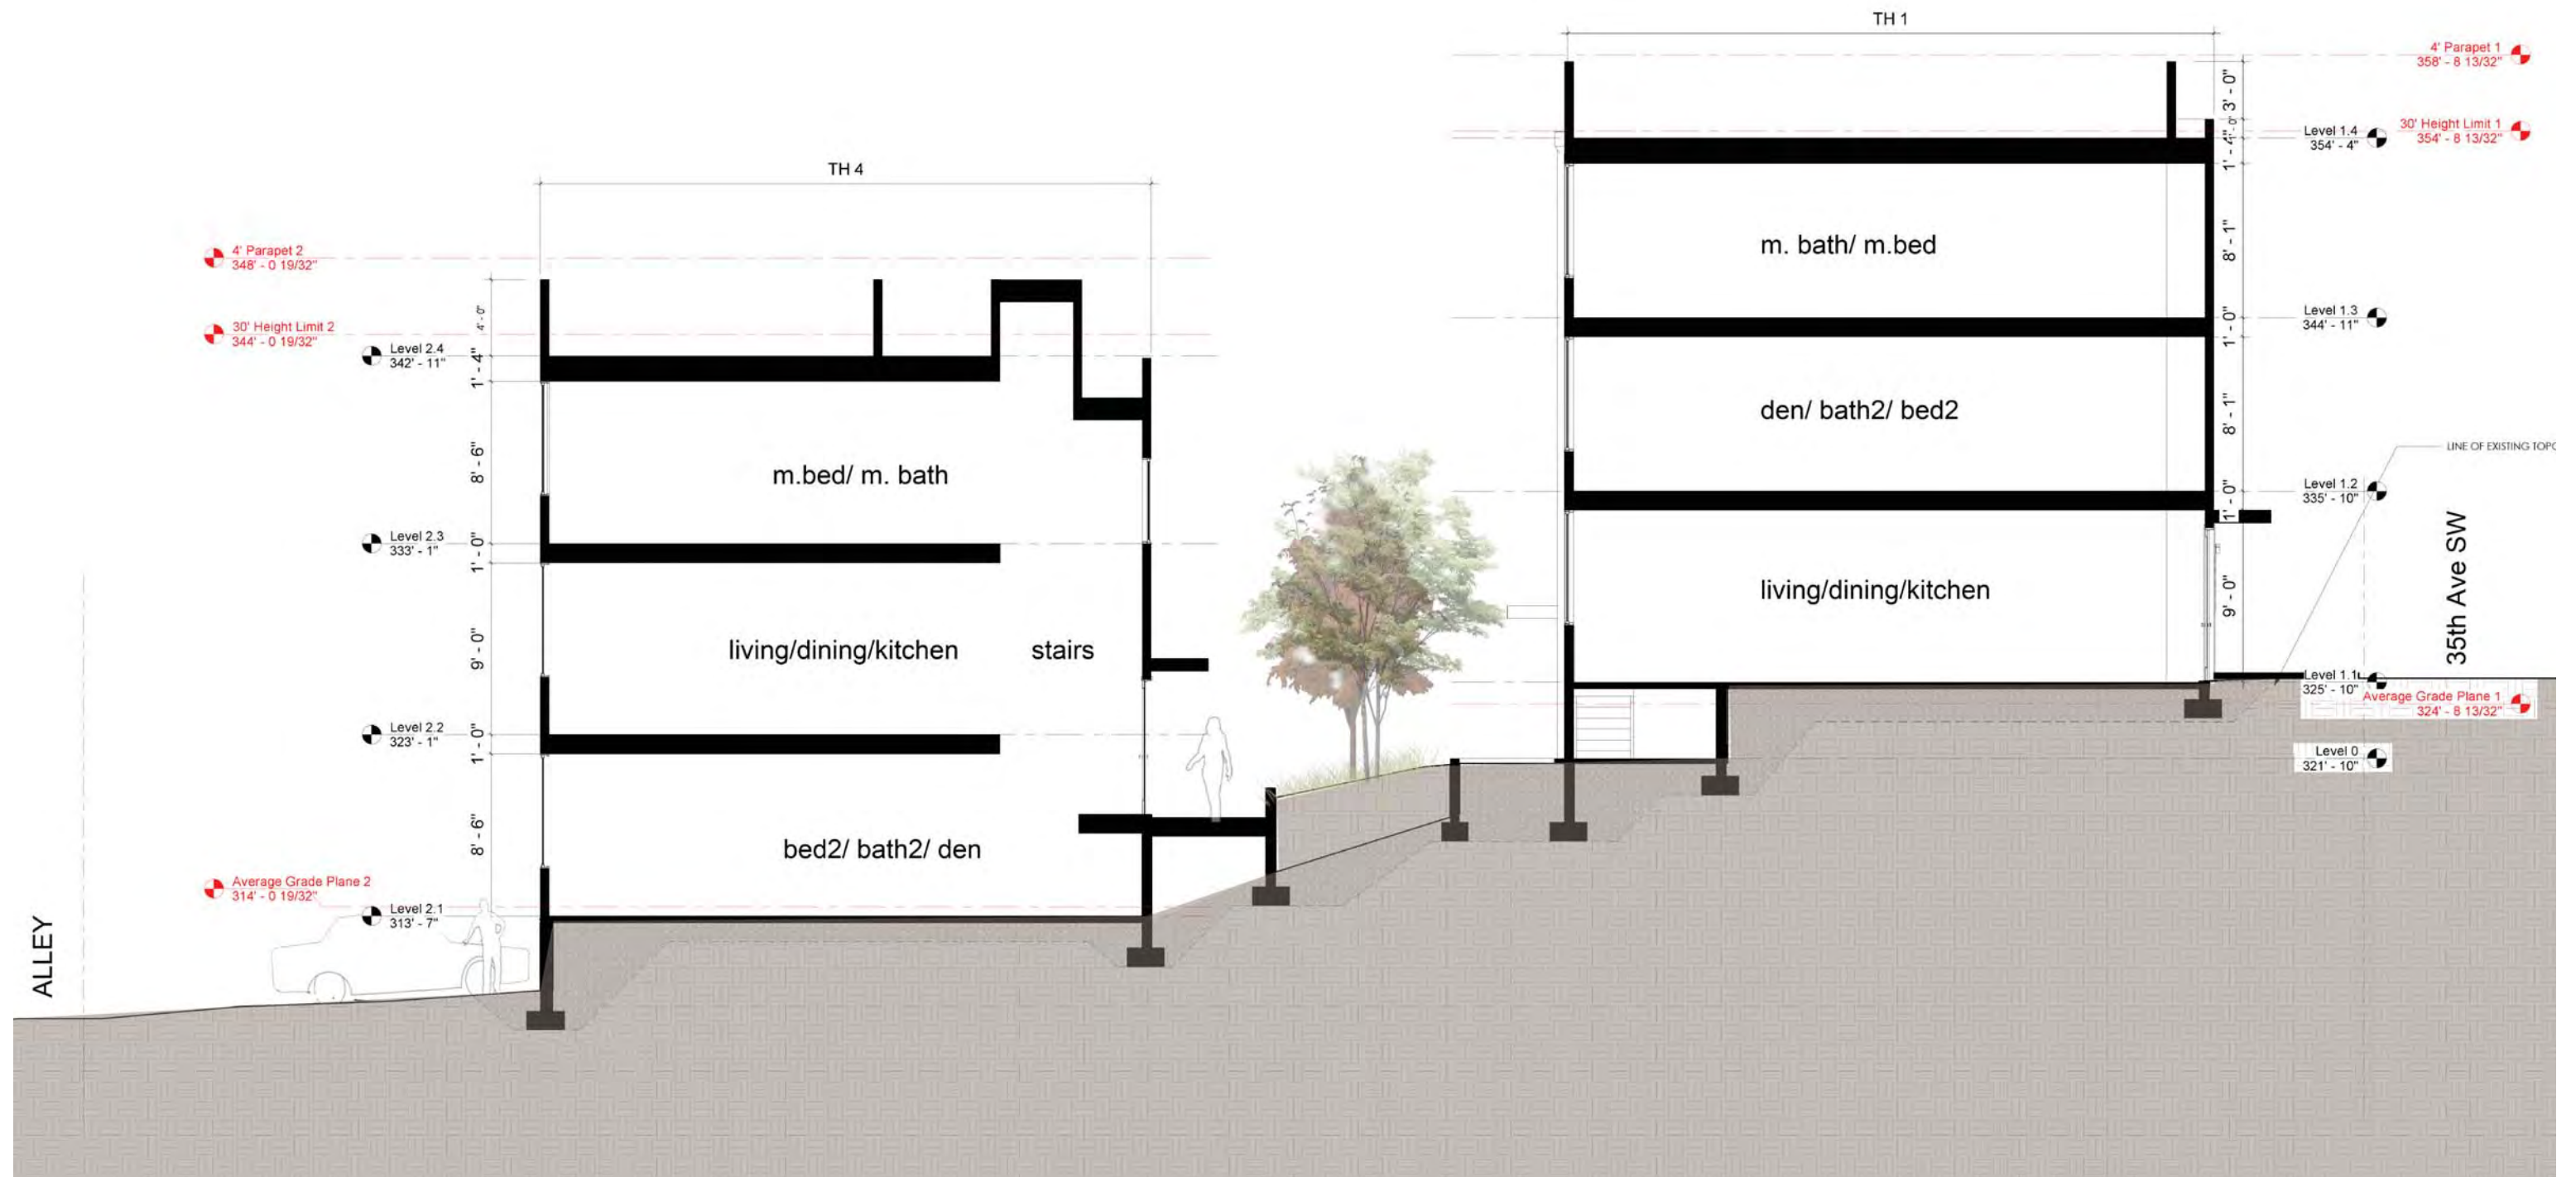 TH 1
4' Parapet 1
358' - 8 13/32"
3' - 0"
30' Height Limit 1
354' - 8 13/32"
Level 1.4
354' - 4"
1' - 4"
TH 4
m. bath/ m.bed
8' - 1"
4' Parapet 2
348' - 0 19/32"
Level 1.3
344' - 11"
1' - 0"
30' Height Limit 2
344' - 0 19/32"
4' - 0"
Level 2.4
342' - 11"
1' - 4"
den/ bath2/ bed2
8' - 1"
LINE OF EXISTING TOPO
m.bed/ m. bath
8' - 6"
Level 1.2
335' - 10"
1' - 0"
Level 2.3
333' - 1"
1' - 0"
living/dining/kitchen
9' - 0"
35th Ave SW
living/dining/kitchen
stairs
9' - 0"
Level 1.1
325' - 10"
Average Grade Plane 1
324' - 8 13/32"
Level 2.2
323' - 1"
1' - 0"
Level 0
321' - 10"
bed2/ bath2/ den
8' - 6"
Average Grade Plane 2
314' - 0 19/32"
Level 2.1
313' - 7"
ALLEY